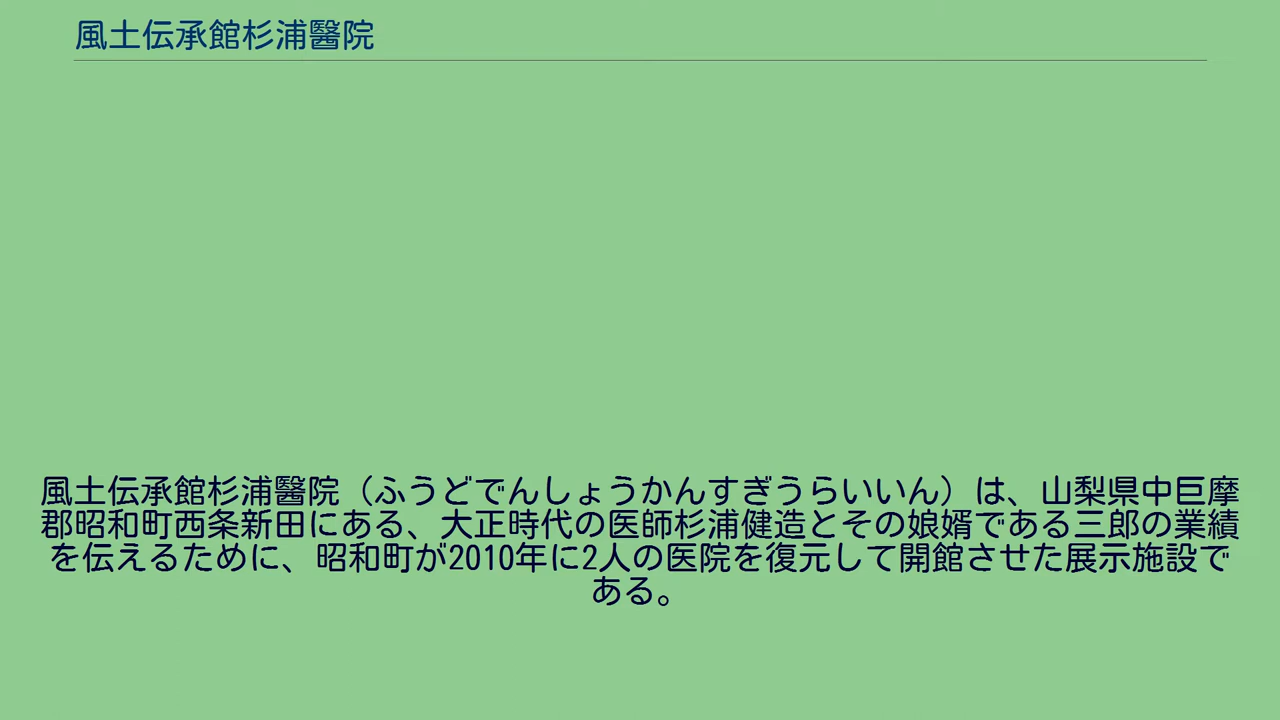 風土伝承館杉浦醫院
風土伝承館杉浦醫院（ふうどでんしょうかんすぎうらいいん）は、山梨県中巨摩
郡昭和町西条新田にある、大正時代の医師杉浦健造とその娘婿である三郎の業績
を伝えるために、昭和町が2010年に2人の医院を復元して開館させた展示施設で
ある。